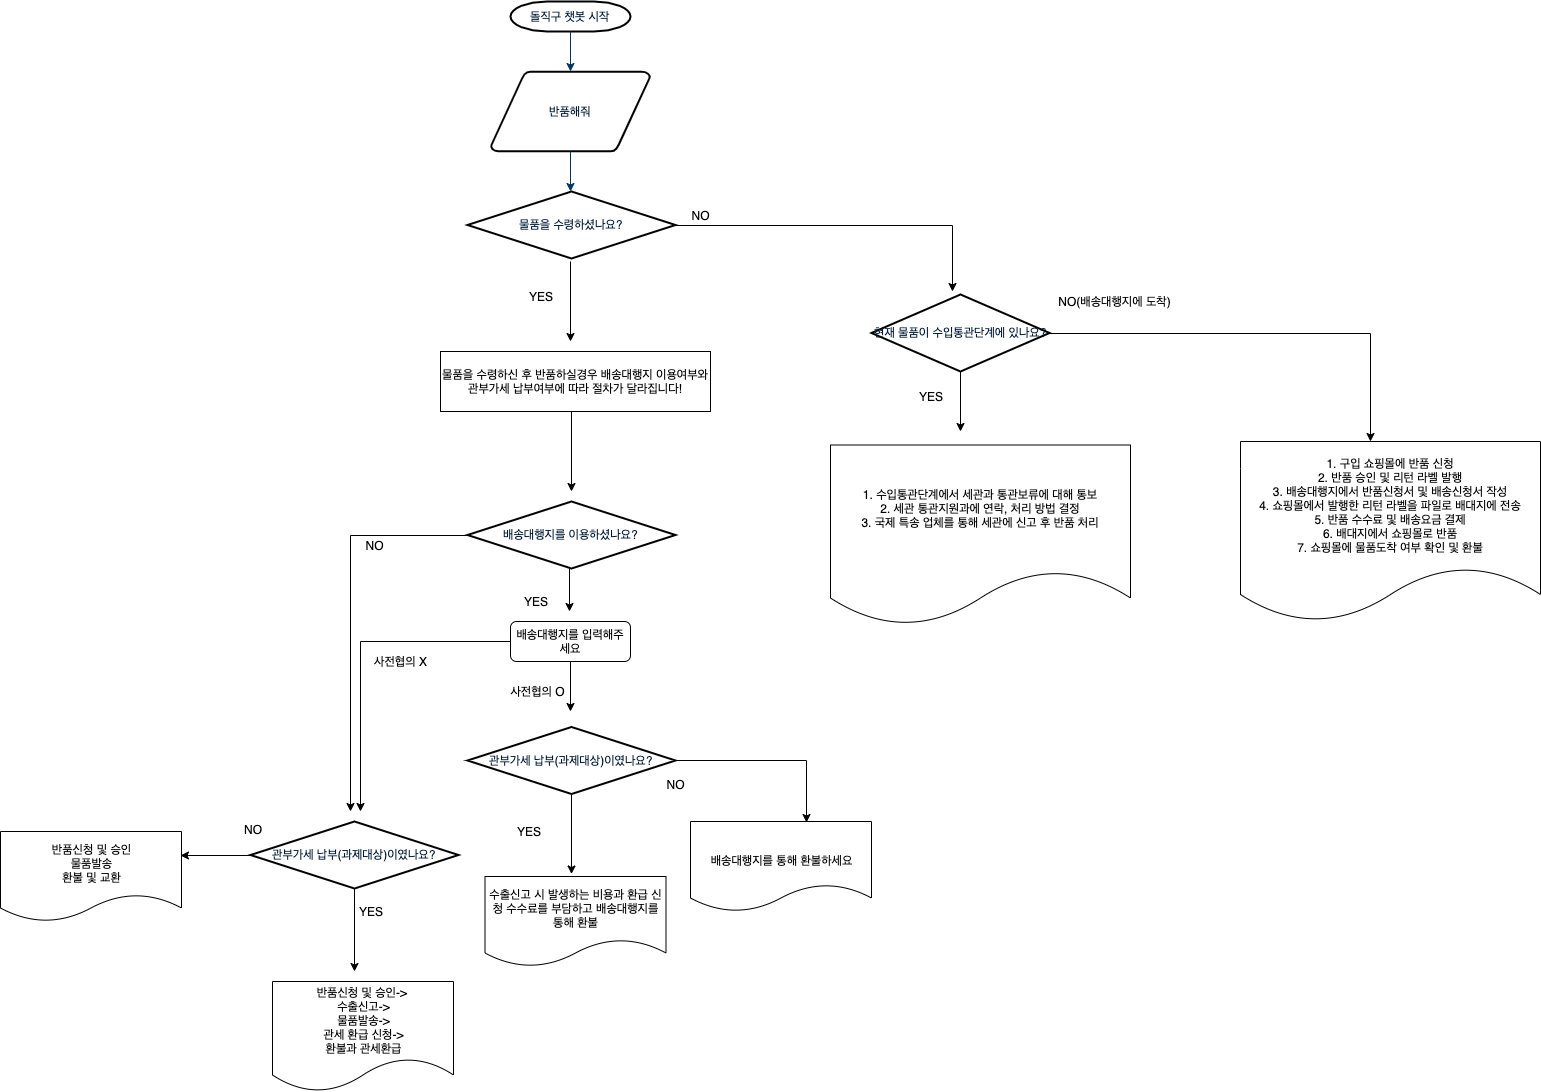 돌직구 챗봇 시작
반품해줘
물품을 수령하셨나요?
NO
YES
현재 물품이 수입통관단계에 있나요?
NO(배송대행지에 도착)
YES
물품을 수령하신 후 반품하실경우 배송대행지 이용여부와
관부가세 납부여부에 따라 절차가 달라집니다!
1. 수입통관단계에서 세관과 통관보류에 대해 통보
2. 세관 통관지원과에 연락, 처리 방법 결정
3. 국제 특송 업체를 통해 세관에 신고 후 반품 처리
1. 구입 쇼핑몰에 반품 신청
2. 반품 승인 및 리턴 라벨 발행
3. 배송대행지에서 반품신청서 및 배송신청서 작성
4. 쇼핑몰에서 발행한 리턴 라벨을 파일로 배대지에 전송
5. 반품 수수료 및 배송요금 결제
6. 배대지에서 쇼핑몰로 반품
7. 쇼핑몰에 물품도착 여부 확인 및 환불
배송대행지를 이용하셨나요?
NO
YES
배송대행지를 입력해주
세요
사전협의 X
사전협의 O
관부가세 납부(과제대상)이였나요?
NO
YES
배송대행지를 통해 환불하세요
수출신고 시 발생하는 비용과 환급 신
청 수수료를 부담하고 배송대행지를
통해 환불
관부가세 납부(과제대상)이였나요?
NO
YES
반품신청 및 승인
물품발송
환불 및 교환
반품신청 및 승인->
수출신고->
물품발송->
관세 환급 신청->
환불과 관세환급